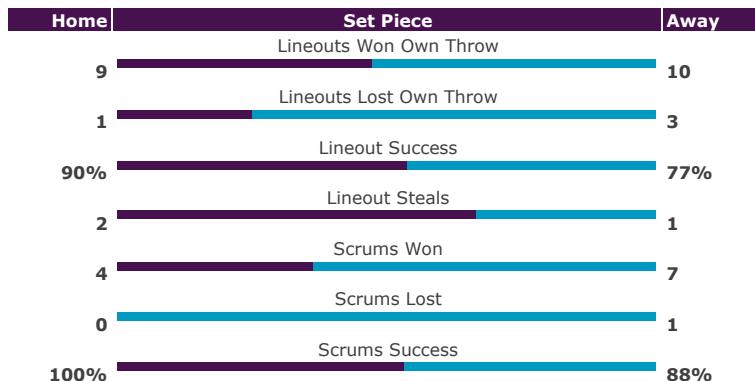 Home Set Piece Away
Lineouts Won Own Throw
9 10
Lineouts Lost Own Throw
1 3
Lineout Success
90% 77%
Lineout Steals
2 1
Scrums Won
4 7
Scrums Lost
0 1
Scrums Success
100% 88%